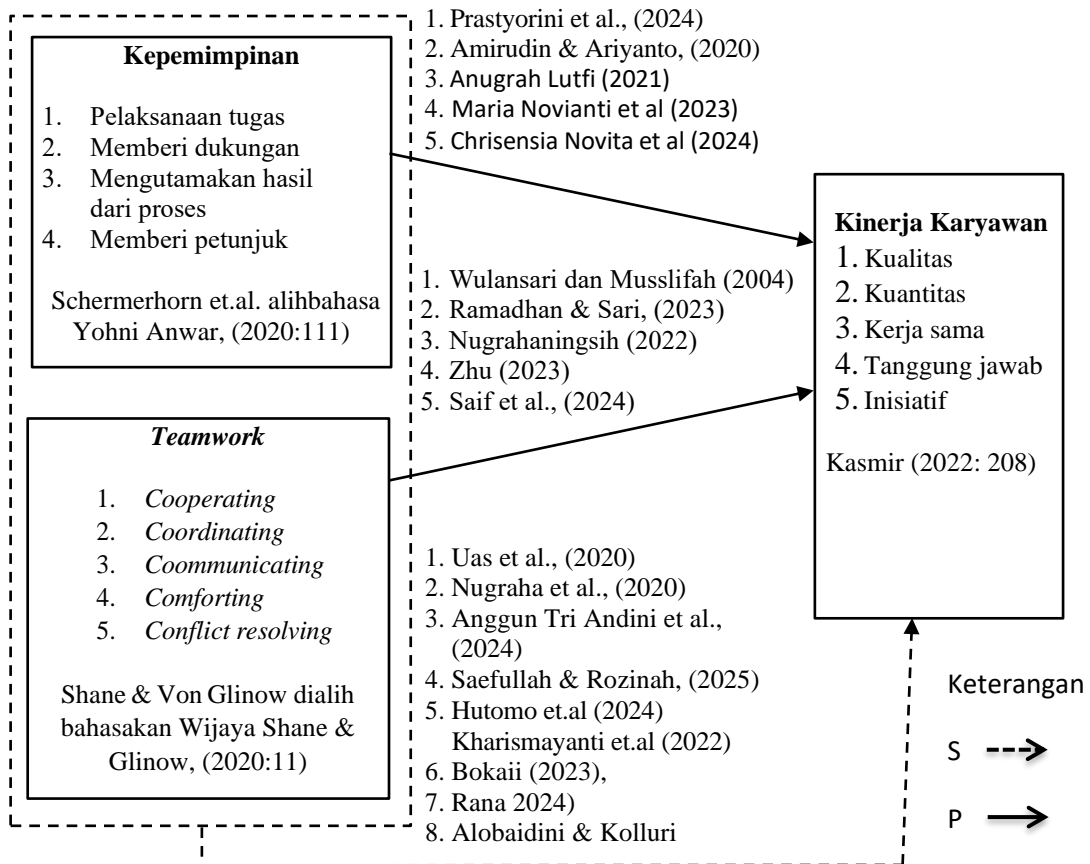 Kepemimpinan
1. Pelaksanaan tugas
2. Memberi dukungan
3. Mengutamakan hasil
dari proses
4. Memberi petunjuk
Schermerhorn et.al. alihbahasa
Yohni Anwar, (2020:111)
1. Prastyorini et al., (2024)
2. Amirudin & Ariyanto, (2020)
3. Anugrah Lutfi (2021)
4. Maria Novianti et al (2023)
5. Chrisensia Novita et al (2024)
Kinerja Karyawan
1. Kualitas
2. Kuantitas
3. Kerja sama
4. Tanggung jawab
5. Inisiatif
Kasmir (2022: 208)
1. Wulansari dan Musslifah (2004)
2. Ramadhan & Sari, (2023)
3. Nugrahaningsih (2022)
4. Zhu (2023)
5. Saif et al., (2024)
Teamwork
1. Cooperating
2. Coordinating
3. Coommunicating
4. Comforting
5. Conflict resolving
Shane & Von Glinow dialih
bahasakan Wijaya Shane &
Glinow, (2020:11)
1. Uas et al., (2020)
2. Nugraha et al., (2020)
3. Anggun Tri Andini et al.,
(2024)
4. Saefullah & Rozinah, (2025)
5. Hutomo et.al (2024)
Kharismayanti et.al (2022)
6. Bokaii (2023),
7. Rana 2024)
8. Alobaidini & Kolluri
Keterangan
S
P